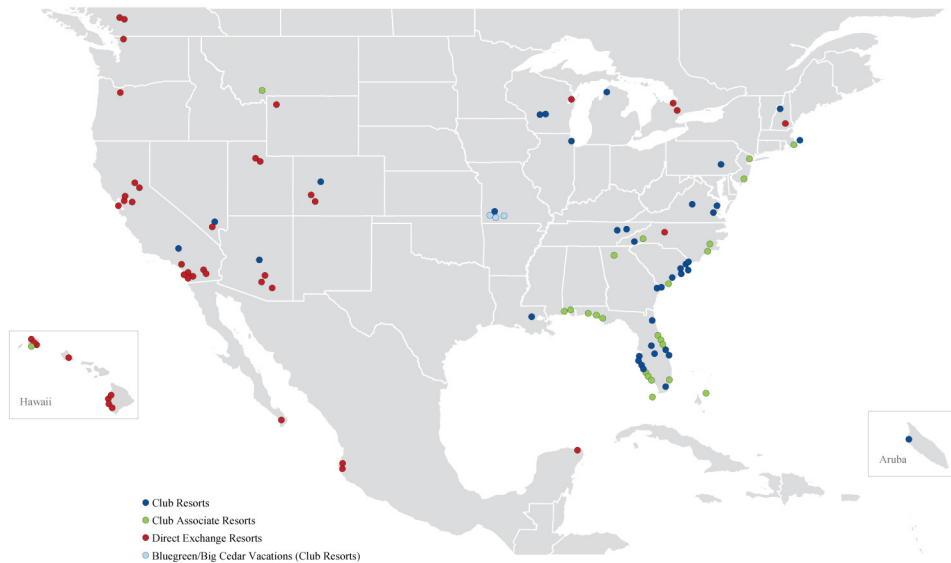 Hawaii
Aruba
Club Resorts
Club Associate Resorts
Direct Exchange Resorts
Bluegreen/Big Cedar Vacations (Club Resorts)